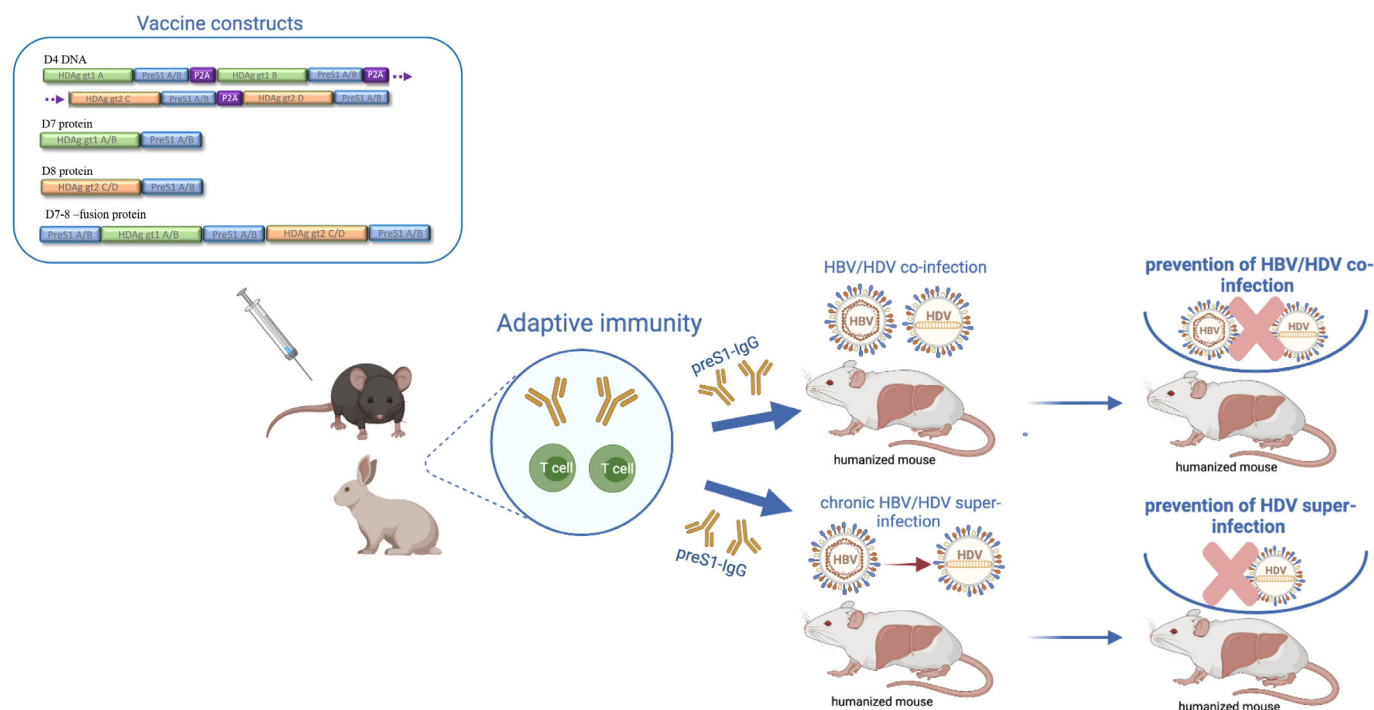 Vaccine constructs
D4 DNA
HDAg gt1 A PreS1 A/B P2A HDAg gt1 B PreS1 A/B P2A
HDAg gt2 C PreS1 A/B P2A HDAg gt2 D PreS1 A/B
D7 protein
HDAg gt1 A/B PreS1 A/B
D8 protein
HDAg gt2 C/D PreS1 A/B
D7-8 –fusion protein
PreS1 A/B HDAg gt1 A/B PreS1 A/B HDAg gt2 C/D PreS1 A/B
Adaptive immunity
T cell T cell
preS1-IgG
preS1-IgG
HBV/HDV co-infection
HBV HDV
humanized mouse
prevention of HBV/HDV co-
infection
HBV HDV
humanized mouse
chronic HBV/HDV super-
infection
HBV HDV
humanized mouse
prevention of HDV super-
infection
HDV
humanized mouse